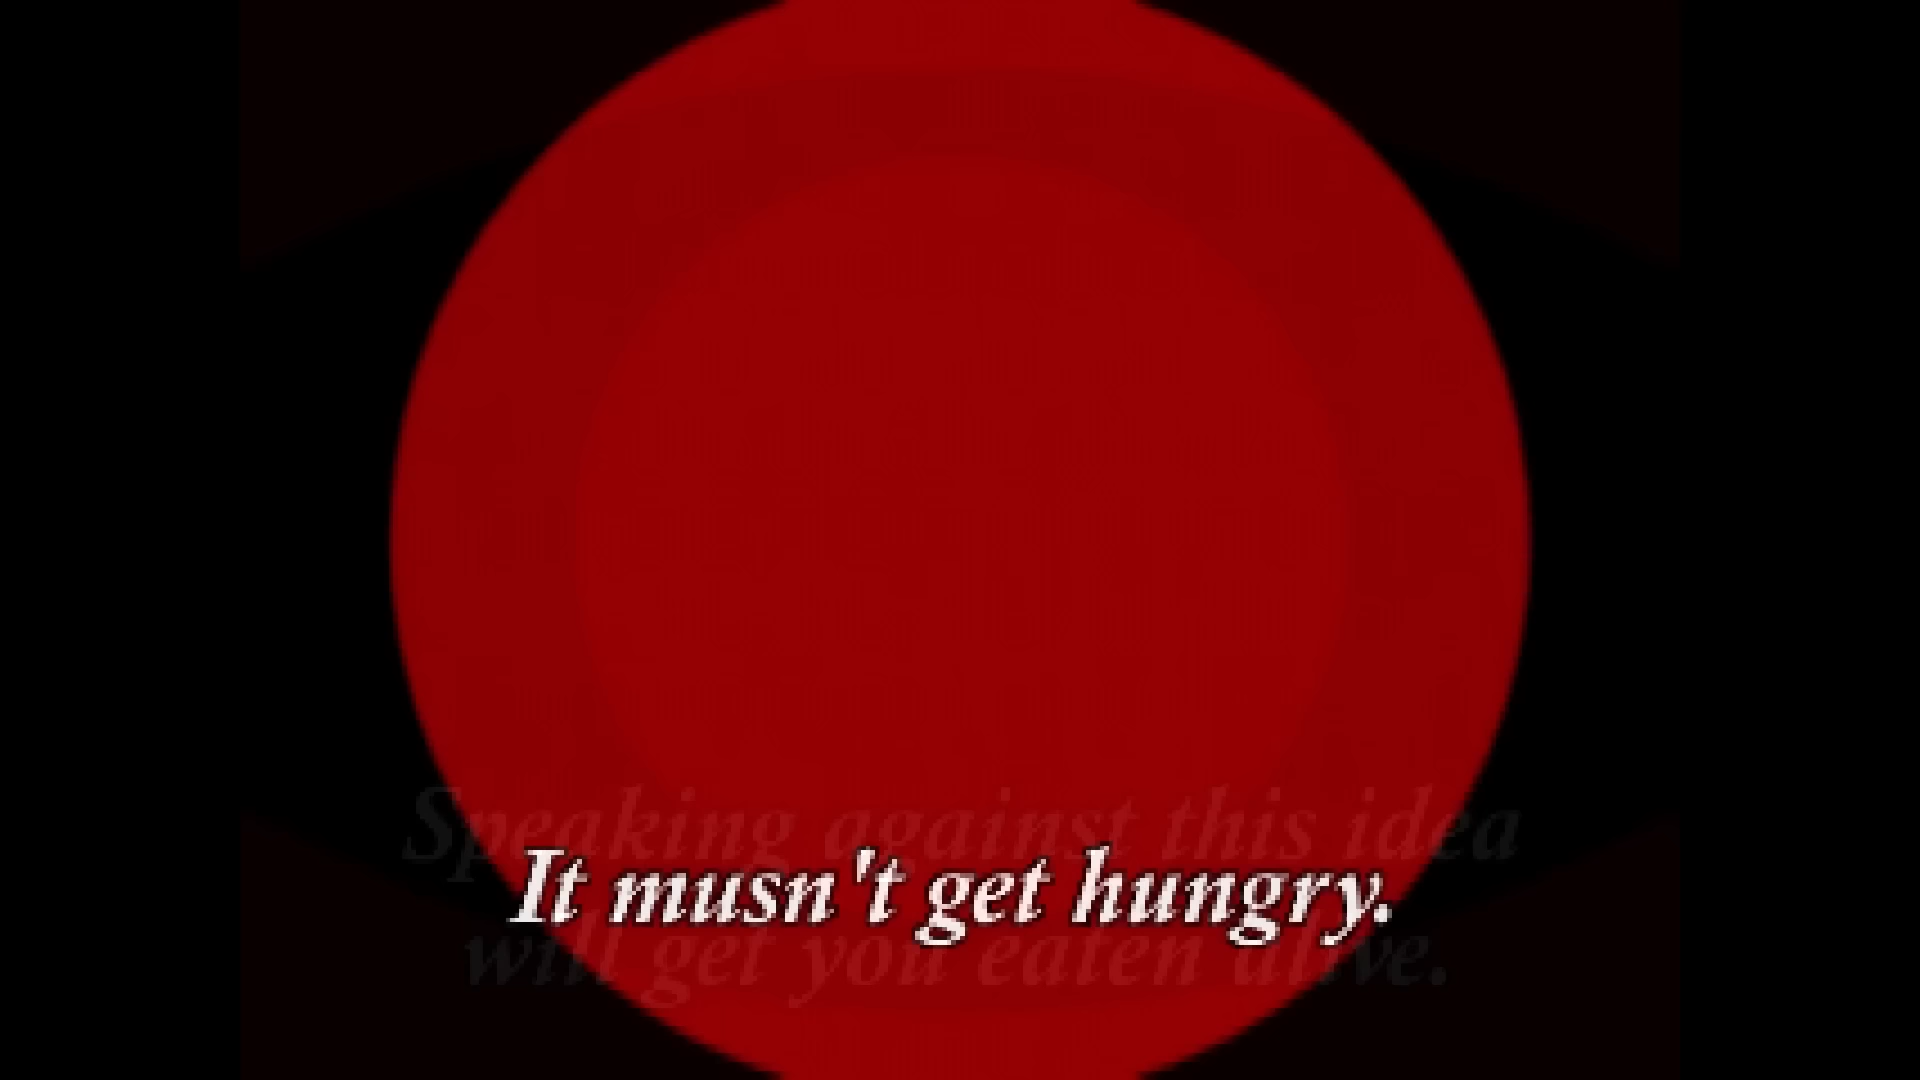 Speaking against this idea
It musn't get hungry.
will get you eaten alive.